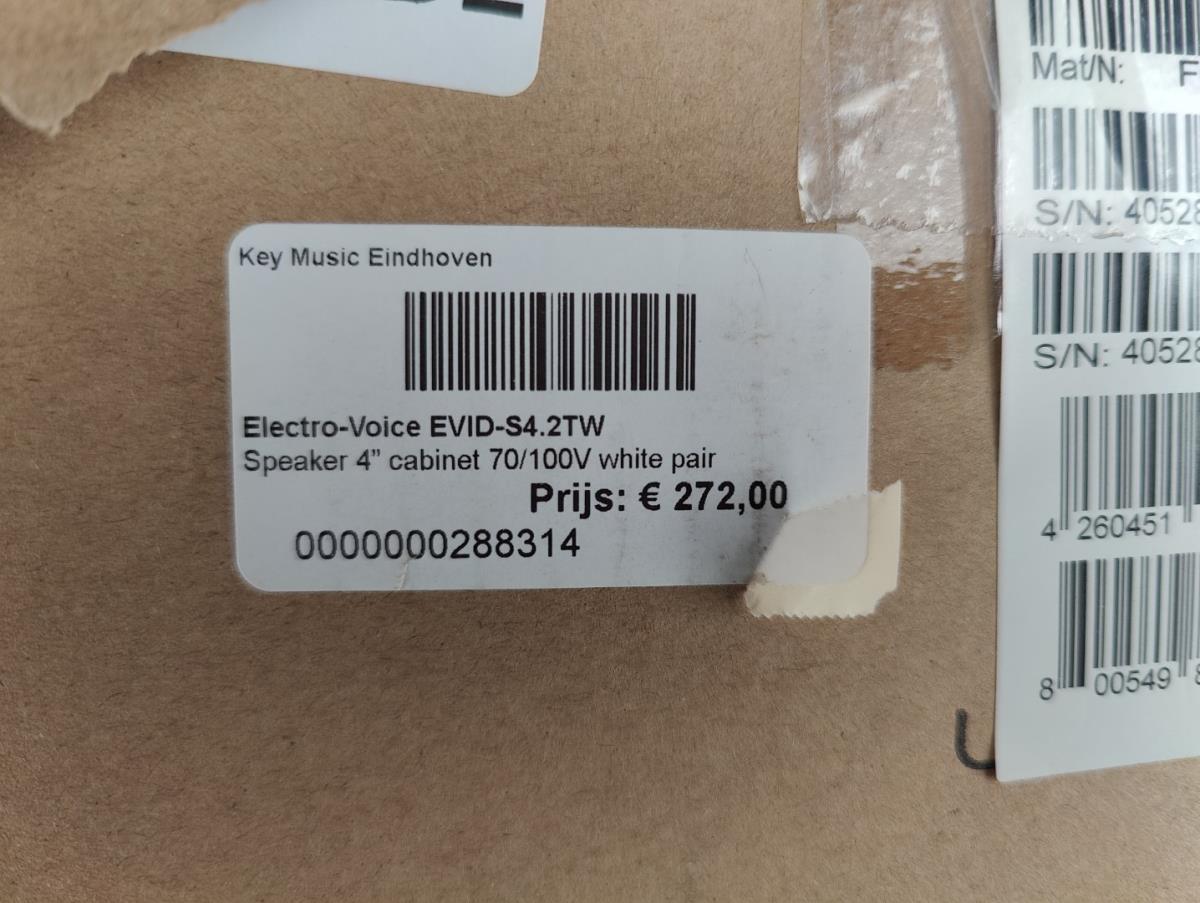 Key Music Eindhoven
Electro-Voice EVID-S4.2TW
Speaker 4” cabinet 70/100V white pair
Prijs: € 272,00
0000000288314
Mat/N: F
S/N: 40528
S/N: 40528
4 260451
8 00549